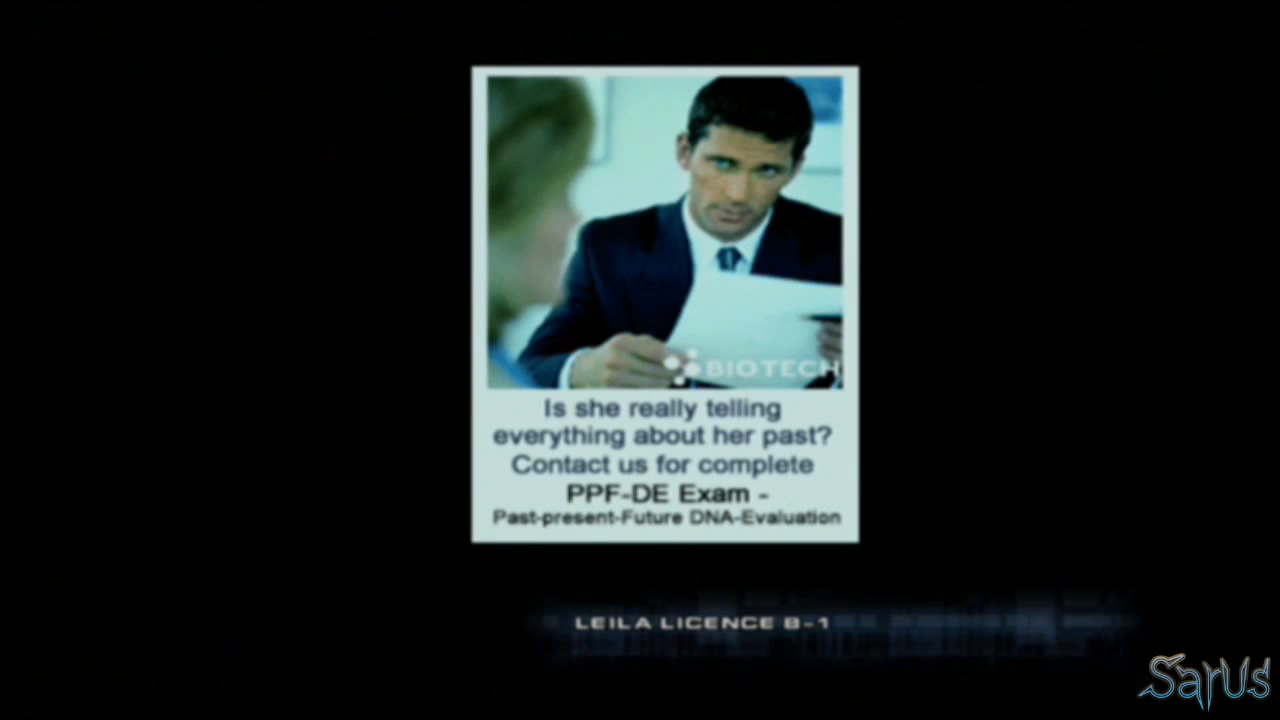 BIOTECH
Is she really telling
everything about her past?
Contact us for complete
PPF-DE Exam -
Past-present-Future DNA-Evaluation
LEILA LICENCE B-1
Sarus